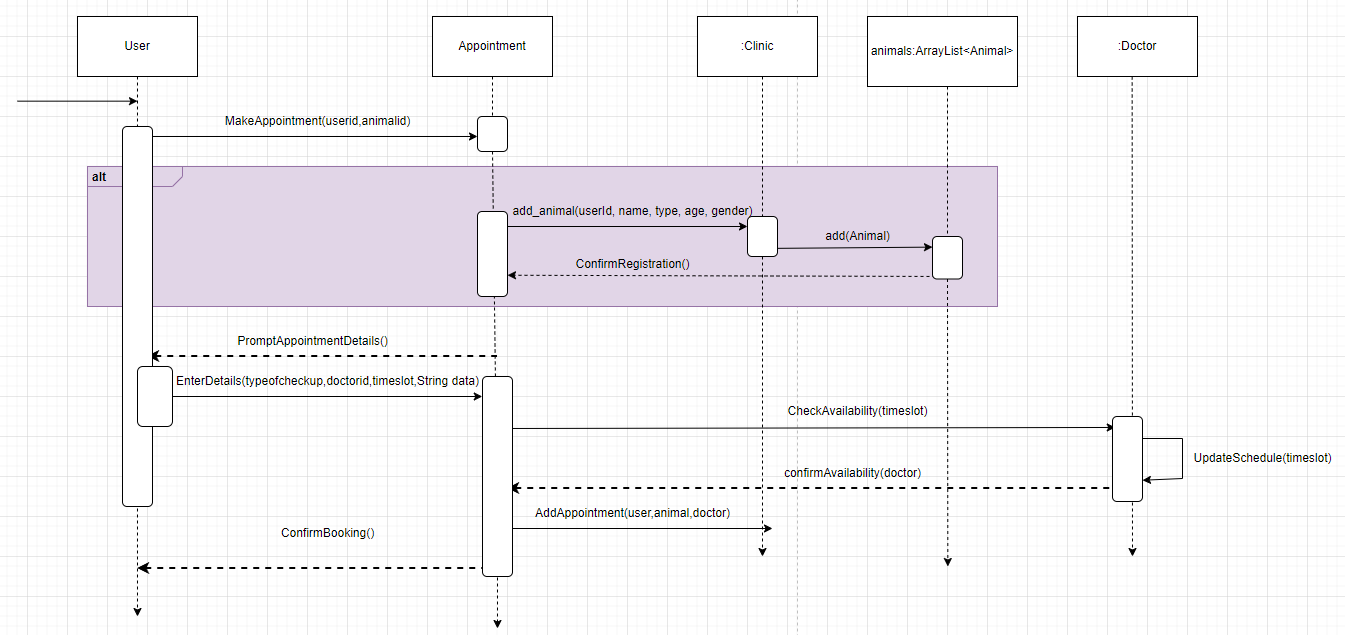 User
Appointment
:Clinic
animals:ArrayList<Animal>
:Doctor
MakeAppointment(userid,animalid)
alt
add_animal(userId, name, type, age, gender)
add(Animal)
ConfirmRegistration()
PromptAppointmentDetails()
EnterDetails(typeofcheckup,doctorid,timeslot,String data)
CheckAvailability(timeslot)
UpdateSchedule(timeslot)
confirmAvailability(doctor)
AddAppointment(user,animal,doctor)
ConfirmBooking()